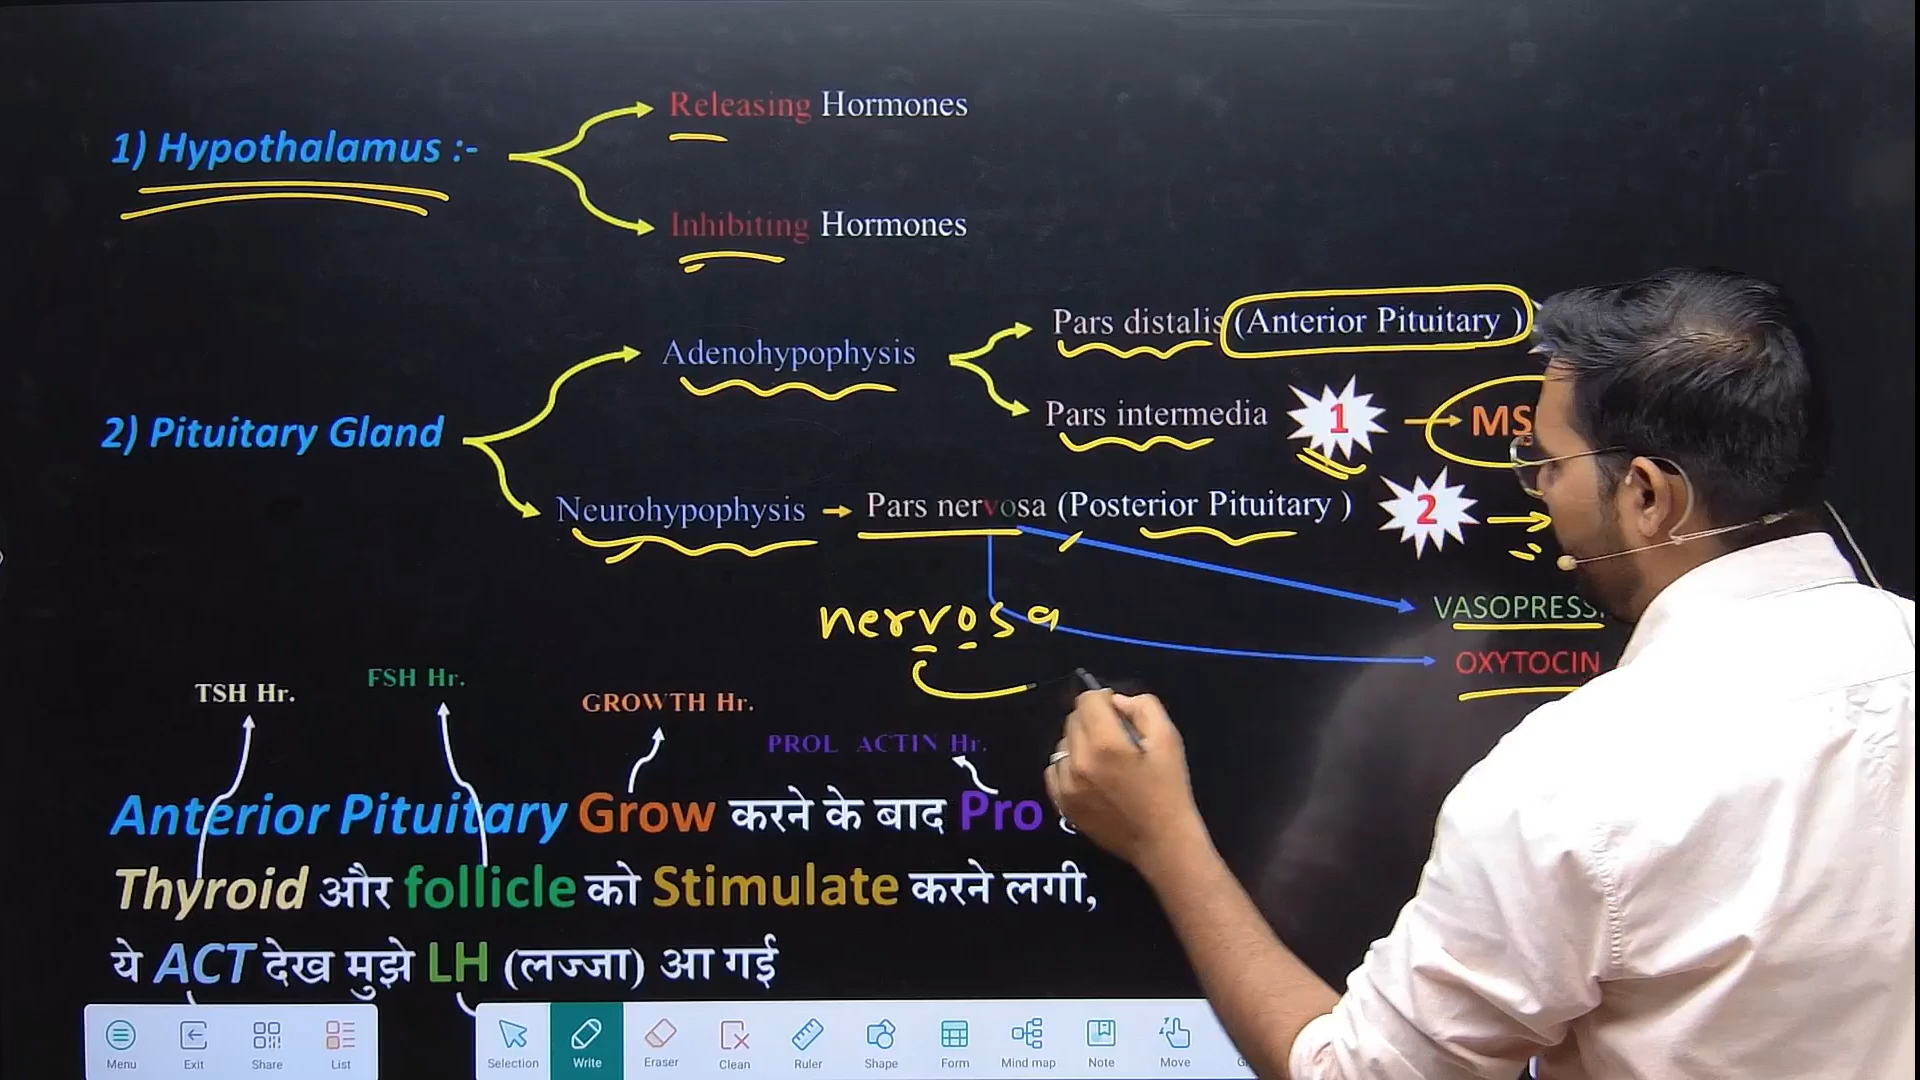 1) Hypothalamus :-
Releasing Hormones
Inhibiting Hormones
2) Pituitary Gland
Adenohypophysis
Pars distalis (Anterior Pituitary )
Pars intermedia
1
Neurohypophysis
Pars nervosa (Posterior Pituitary )
2
VASOPRESS
OXYTOCIN
nervosa
TSH Hr.
FSH Hr.
GROWTH Hr.
PROL ACTIN Hr.
Anterior Pituitary Grow करने के बाद Pro
Thyroid और follicle को Stimulate करने लगी,
ये ACT देख मुझे LH (लज्जा) आ गई
Menu Exit Share List Selection Write Eraser Clean Ruler Shape Form Mind map Note Move